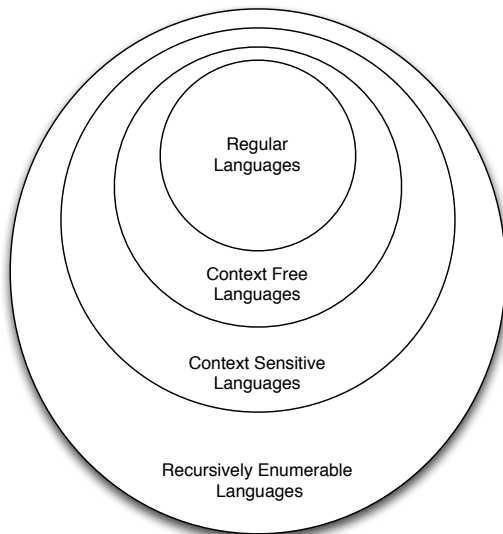 Regular
Languages
Context Free
Languages
Context Sensitive
Languages
Recursively Enumerable
Languages